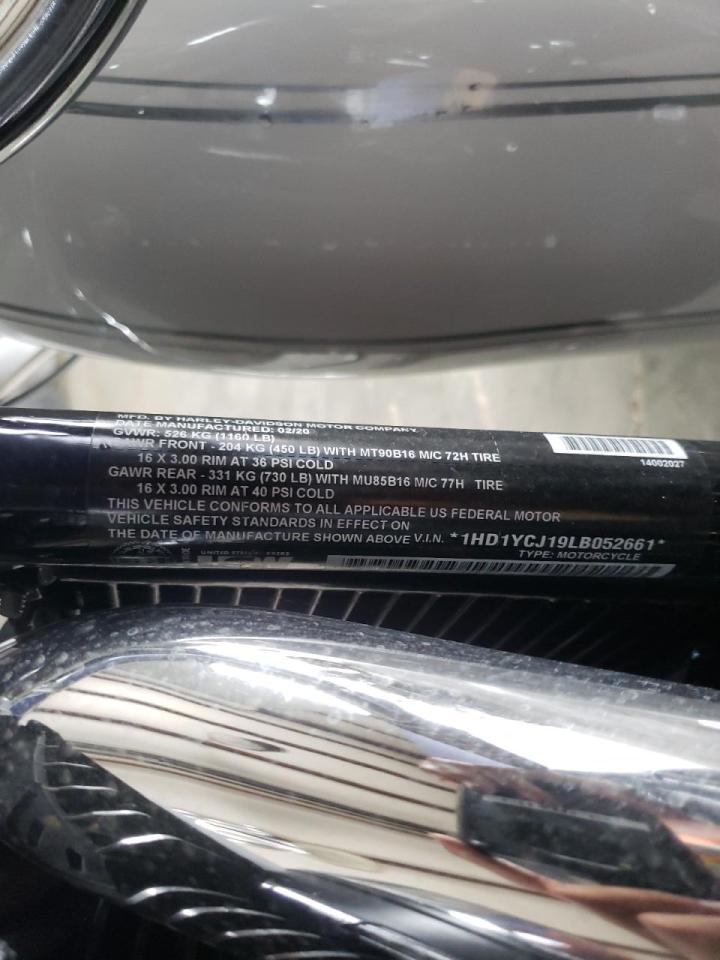 MFD. BY HARLEY-DAVIDSON MOTOR COMPANY.
DATE MANUFACTURED: 02/20
GVWR: 526 KG (1160 LB)
GAWR FRONT - 204 KG (450 LB) WITH MT90B16 M/C 72H TIRE
16 X 3.00 RIM AT 36 PSI COLD
GAWR REAR - 331 KG (730 LB) WITH MU85B16 M/C 77H TIRE
16 X 3.00 RIM AT 40 PSI COLD
THIS VEHICLE CONFORMS TO ALL APPLICABLE US FEDERAL MOTOR
VEHICLE SAFETY STANDARDS IN EFFECT ON
THE DATE OF MANUFACTURE SHOWN ABOVE V.I.N. *1HD1YCJ19LB052661*
TYPE: MOTORCYCLE
14002027